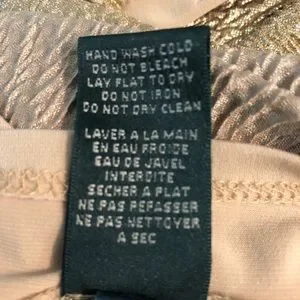 HAND WASH COLD
DO NOT BLEACH
LAY FLAT TO DRY
DO NOT IRON
DO NOT DRY CLEAN
LAVER A LA MAIN
EN EAU FROIDE
EAU DE JAVEL
INTERDITE
SECHER A PLAT
NE PAS REPASSER
NE PAS NETTOYER
A SEC